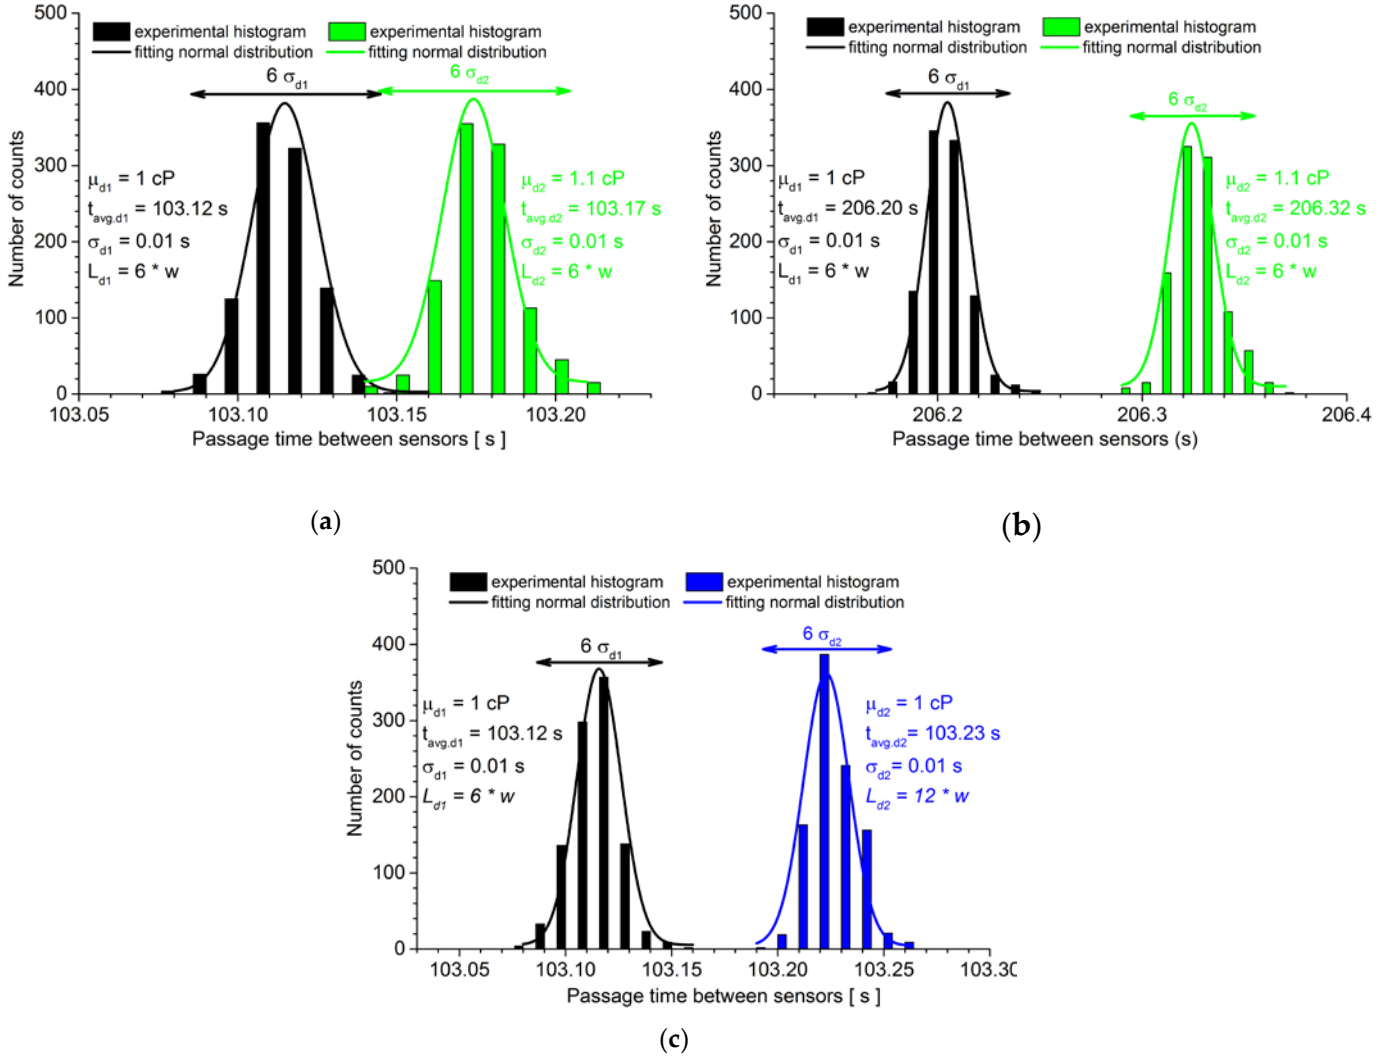 500
400
300
200
100
0
Number of counts
experimental histogram
fitting normal distribution
experimental histogram
fitting normal distribution
6 σd1
6 σd2
μd1 = 1 cP
tavg.d1 = 103.12 s
σd1 = 0.01 s
Ld1 = 6 * w
μd2 = 1.1 cP
tavg.d2 = 103.17 s
σd2 = 0.01 s
Ld2 = 6 * w
103.05 103.10 103.15 103.20
Passage time between sensors [ s ]
(a)
500
400
300
200
100
0
Number of counts
experimental histogram
fitting normal distribution
experimental histogram
fitting normal distribution
6 σd1
6 σd2
μd1 = 1 cP
tavg.d1 = 206.20 s
σd1 = 0.01 s
Ld1 = 6 * w
μd2 = 1.1 cP
tavg.d2 = 206.32 s
σd2 = 0.01 s
Ld2 = 6 * w
206.2 206.3 206.4
Passage time between sensors (s)
(b)
500
400
300
200
100
0
Number of counts
experimental histogram
fitting normal distribution
experimental histogram
fitting normal distribution
6 σd1
6 σd2
μd1 = 1 cP
tavg.d1 = 103.12 s
σd1 = 0.01 s
Ld1 = 6 * w
μd2 = 1 cP
tavg.d2= 103.23 s
σd2= 0.01 s
Ld2 = 12 * w
103.05 103.10 103.15 103.20 103.25 103.30
Passage time between sensors [ s ]
(c)